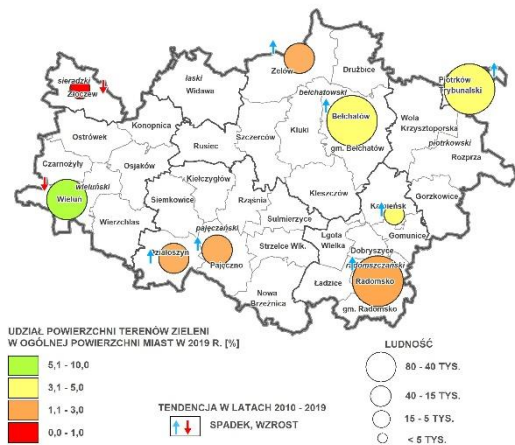 Zelów
Drużbice
Piotrków
Trybunalski
sieradzki
Złoczew
łaski
Widawa
bełchatowski
Bełchatów
gm. Bełchatów
Konopnica
Szczerców
Kluki
Wola
Krzysztoporska
piotrkowski
Rozprza
Ostrówek
Rusiec
Czarnożyły
Osjaków
wieluński
Wieluń
Kiełczygłów
Rząśnia
Kleszczów
Siemkowice
Wierzchlas
Sulmierzyce
Kamieńsk
Gorzkowice
Gomunice
pajęczański
Pajęczno
Działoszyn
Strzelce Wlk.
Lgota
Wielka
Dobryszyce
radomszczański
Radomsko
Ładzice
gm. Radomsko
Nowa
Brzeźnica
UDZIAŁ POWIERZCHNI TERENÓW ZIELENI
W OGÓLNEJ POWIERZCHNI MIAST W 2019 R. [%]
5,1 - 10,0
3,1 - 5,0
1,1 - 3,0
0,0 - 1,0
TENDENCJA W LATACH 2010 - 2019
SPADEK, WZROST
LUDNOŚĆ
80 - 40 TYS.
40 - 15 TYS.
15 - 5 TYS.
< 5 TYS.